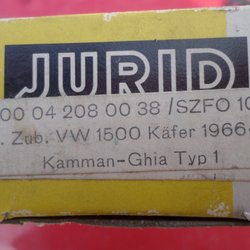 JURID
00 04 208 00 38 /SZFO 10
. Zub. VW 1500 Käfer 1966-
Kamman-Ghia Typ 1